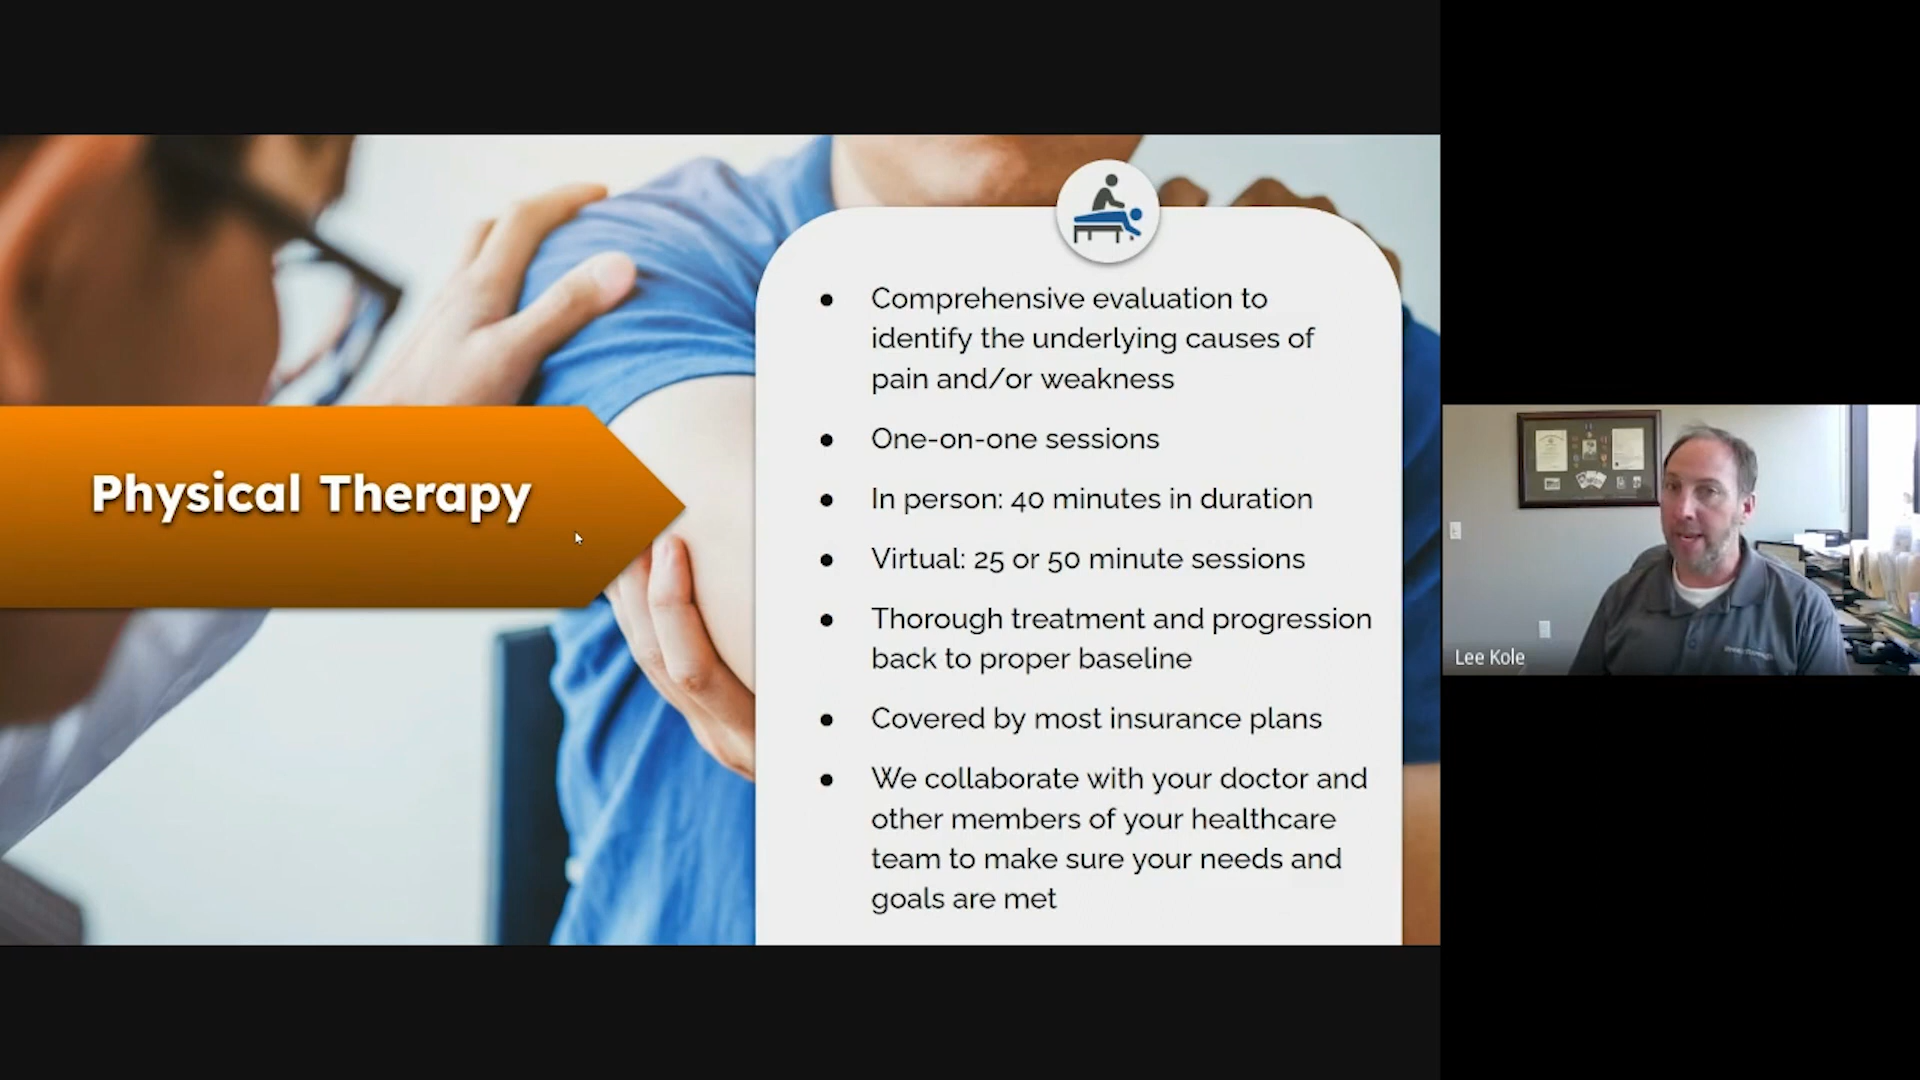 Physical Therapy
● Comprehensive evaluation to
identify the underlying causes of
pain and/or weakness
● One-on-one sessions
● In person: 40 minutes in duration
● Virtual: 25 or 50 minute sessions
● Thorough treatment and progression
back to proper baseline
● Covered by most insurance plans
● We collaborate with your doctor and
other members of your healthcare
team to make sure your needs and
goals are met
Lee Kole